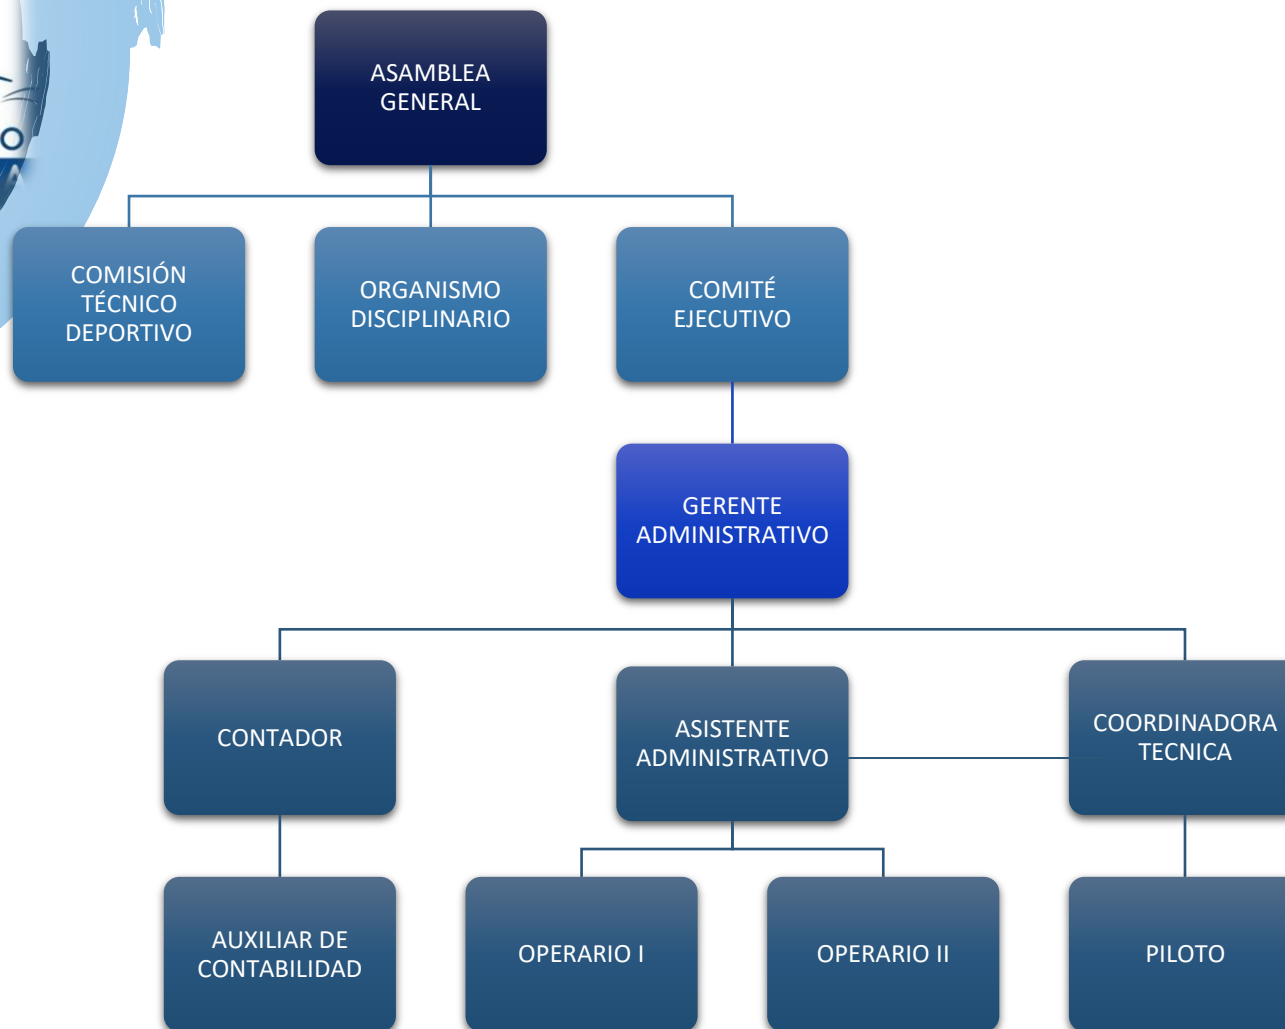 ASAMBLEA
GENERAL
COMISIÓN
TÉCNICO
DEPORTIVO
ORGANISMO
DISCIPLINARIO
COMITÉ
EJECUTIVO
GERENTE
ADMINISTRATIVO
CONTADOR
ASISTENTE
ADMINISTRATIVO
COORDINADORA
TECNICA
AUXILIAR DE
CONTABILIDAD
OPERARIO I
OPERARIO II
PILOTO